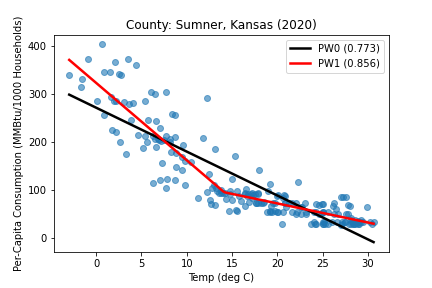 County: Sumner, Kansas (2020)
PW0 (0.773)
PW1 (0.856)
Per-Capita Consumption (MMBtu/1000 Households)
400
300
200
100
0
0 5 10 15 20 25 30
Temp (deg C)